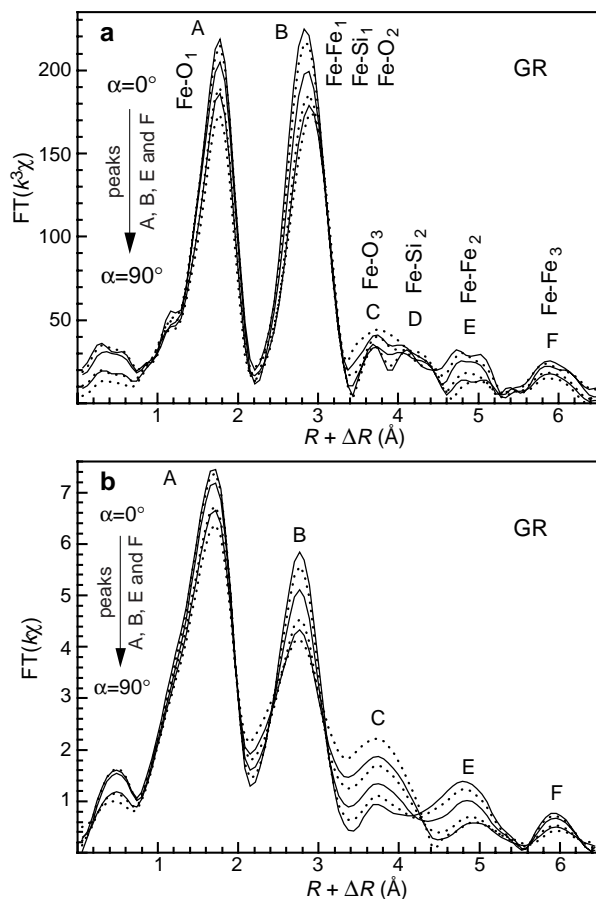 a
A
B
Fe-O1
Fe-Fe1
Fe-Si1
Fe-O2
GR
α=0°
peaks
A, B, E and F
α=90°
Fe-O3
Fe-Si2
Fe-Fe2
Fe-Fe3
C
D
E
F
FT(k³χ)
200
150
100
50
1 2 3 4 5 6
R + ΔR (Å)
b
A
B
GR
α=0°
peaks
A, B, E and F
α=90°
C
E
F
FT(kχ)
7
6
5
4
3
2
1
1 2 3 4 5 6
R + ΔR (Å)